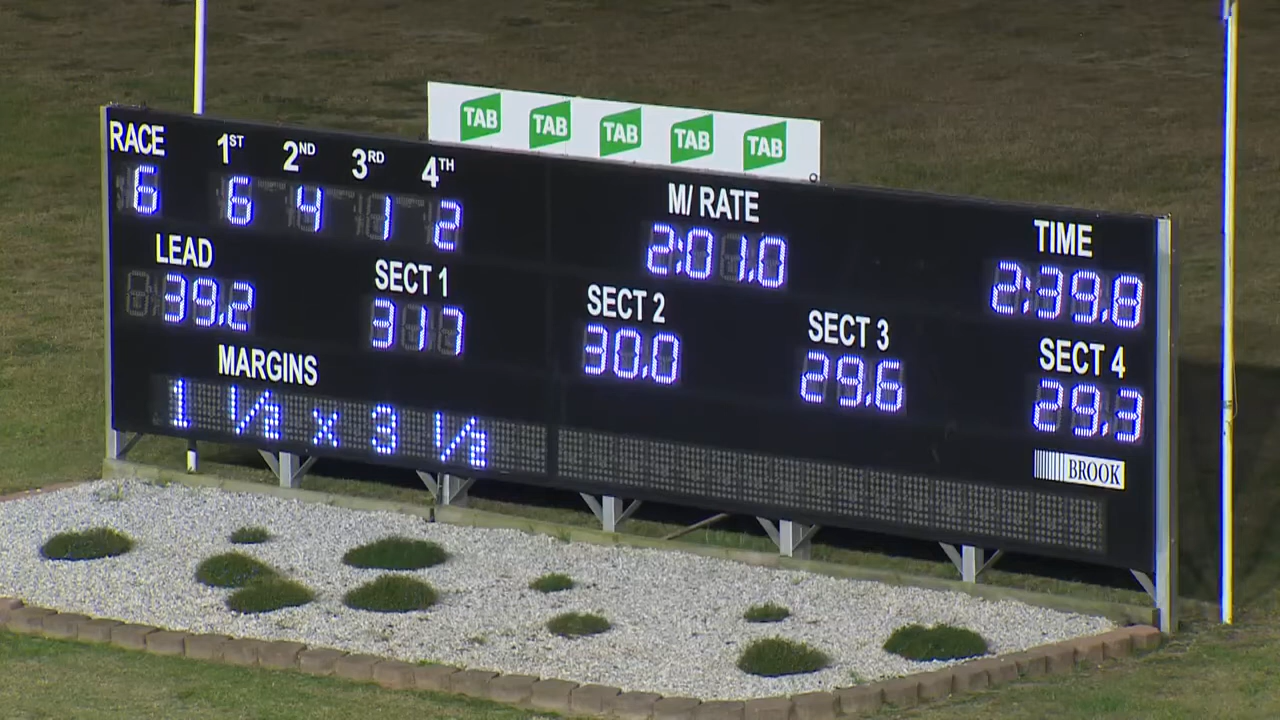 TAB TAB TAB TAB TAB
RACE 1ST 2ND 3RD 4TH
6 6 4 1 2
M/ RATE
2:01.0
TIME
2:39.8
LEAD
39.2
SECT 1
317
SECT 2
30.0
SECT 3
29.6
SECT 4
29.3
MARGINS
1 1/2 x 3 1/2
BROOK